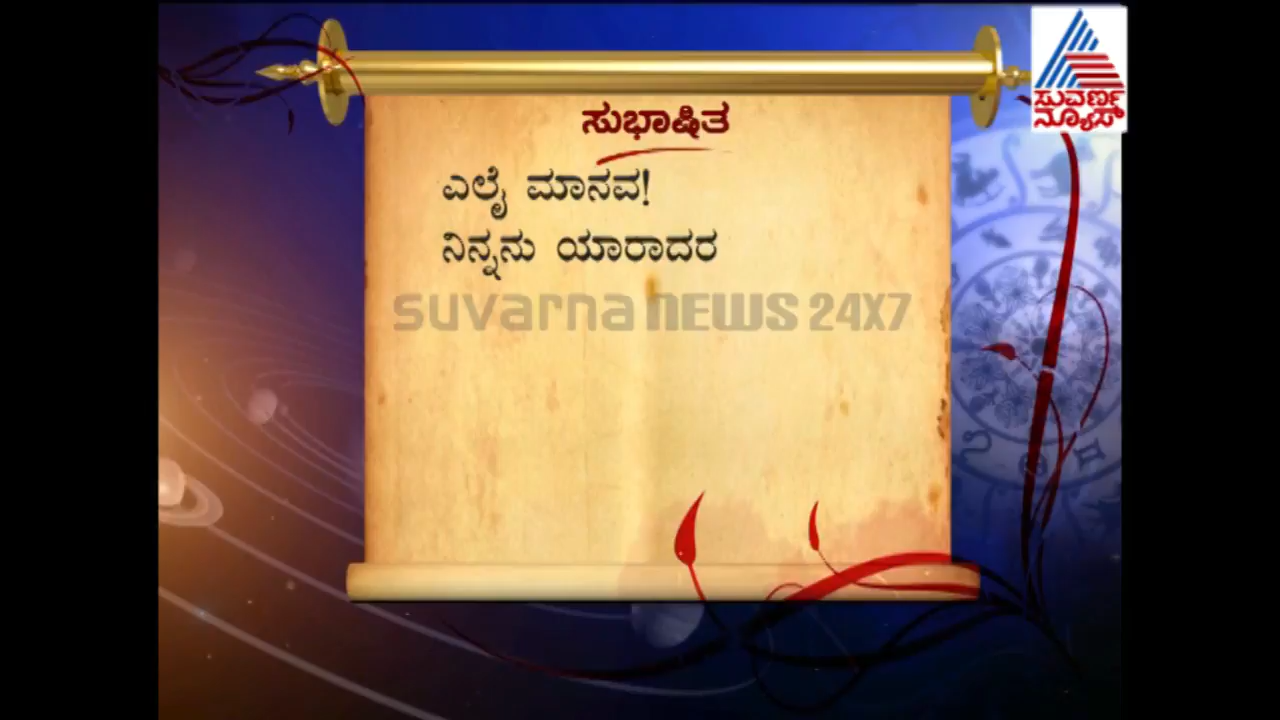 ಸುವರ್ಣ
ನ್ಯೂಸ್
ಸುಭಾಷಿತ
ಎಲೈ ಮಾನವ!
ನಿನ್ನನು ಯಾರಾದರ
suvarna news 24X7